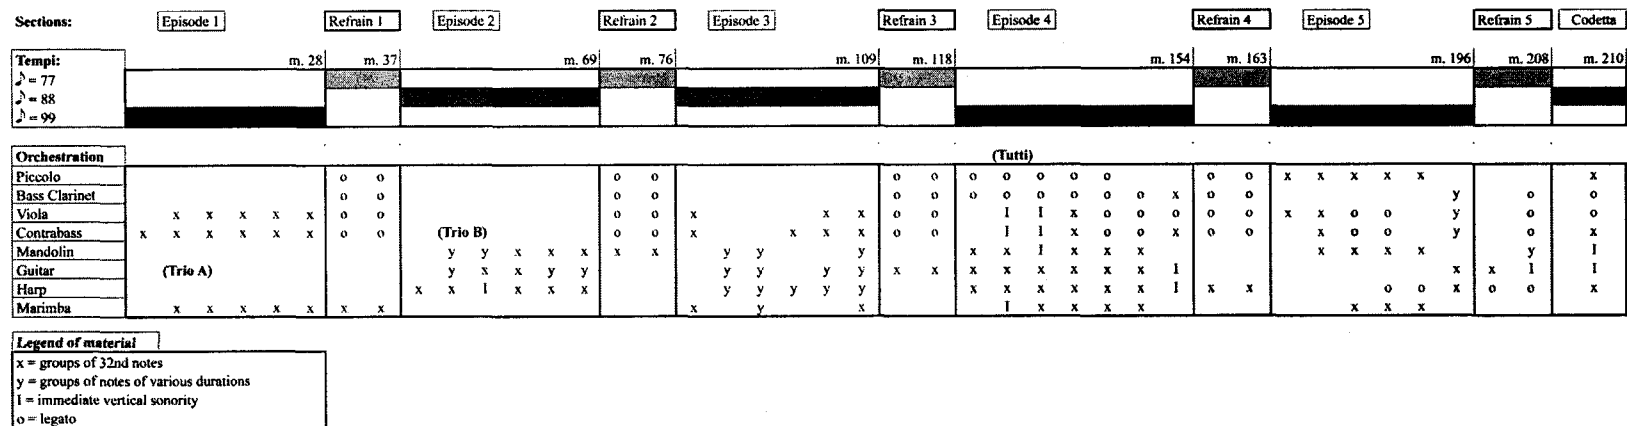 Sections: Episode 1 Refrain 1 Episode 2 Refrain 2 Episode 3 Refrain 3 Episode 4 Refrain 4 Episode 5 Refrain 5 Codetta
Tempi: m. 28 m. 37 m. 69 m. 76 m. 109 m. 118 m. 154 m. 163 m. 196 m. 208 m. 210
♪ = 77
♪ = 88
♪ = 99
Orchestration (Tutti)
Piccolo o o o o o o o o o o o o o x x x x x x
Bass Clarinet o o o o o o o o o o o o o x o o y o o
Viola x x x x x o o o o x x x o o I I x o o o o o x x o o y o o
Contrabass x x x x x x o o (Trio B) o o x x x x o o I I x o o x o o x o o y o x
Mandolin y y x x x x x y y y x x I x x x x x x x y I
Guitar (Trio A) y x x y y y y y y x x x x x x x x I x x I I
Harp x x I x x x y y y y y x x x x x x I x x o o x o o x
Marimba x x x x x x x x y x I x x x x x x x
Legend of material
x = groups of 32nd notes
y = groups of notes of various durations
I = immediate vertical sonority
o = legato